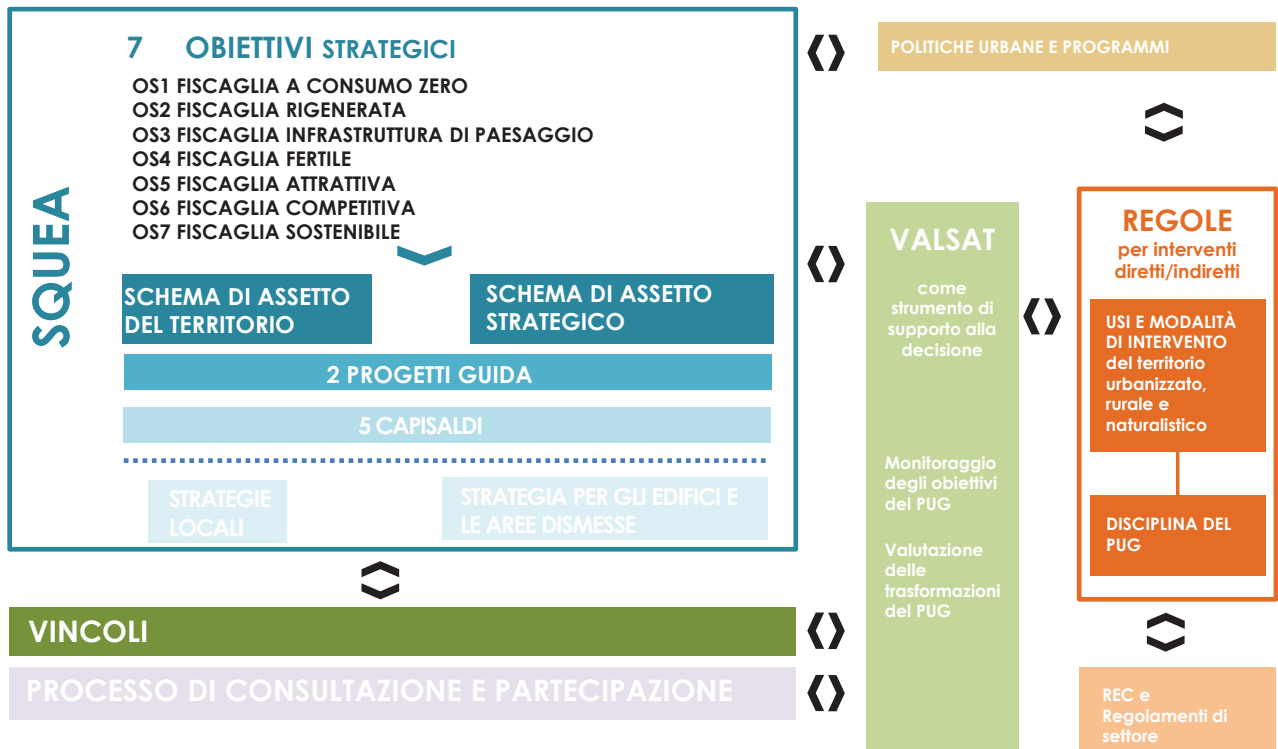 SQUEA
7 OBIETTIVI STRATEGICI
OS1 FISCAGLIA A CONSUMO ZERO
OS2 FISCAGLIA RIGENERATA
OS3 FISCAGLIA INFRASTRUTTURA DI PAESAGGIO
OS4 FISCAGLIA FERTILE
OS5 FISCAGLIA ATTRATTIVA
OS6 FISCAGLIA COMPETITIVA
OS7 FISCAGLIA SOSTENIBILE
SCHEMA DI ASSETTO
DEL TERRITORIO
SCHEMA DI ASSETTO
STRATEGICO
2 PROGETTI GUIDA
5 CAPISALDI
STRATEGIE
LOCALI
STRATEGIA PER GLI EDIFICI E
LE AREE DISMESSE
VINCOLI
PROCESSO DI CONSULTAZIONE E PARTECIPAZIONE
POLITICHE URBANE E PROGRAMMI
VALSAT
come
strumento di
supporto alla
decisione
Monitoraggio
degli obiettivi
del PUG
Valutazione
delle
trasformazioni
del PUG
REGOLE
per interventi
diretti/indiretti
USI E MODALITÀ
DI INTERVENTO
del territorio
urbanizzato,
rurale e
naturalistico
DISCIPLINA DEL
PUG
REC e
Regolamenti di
settore